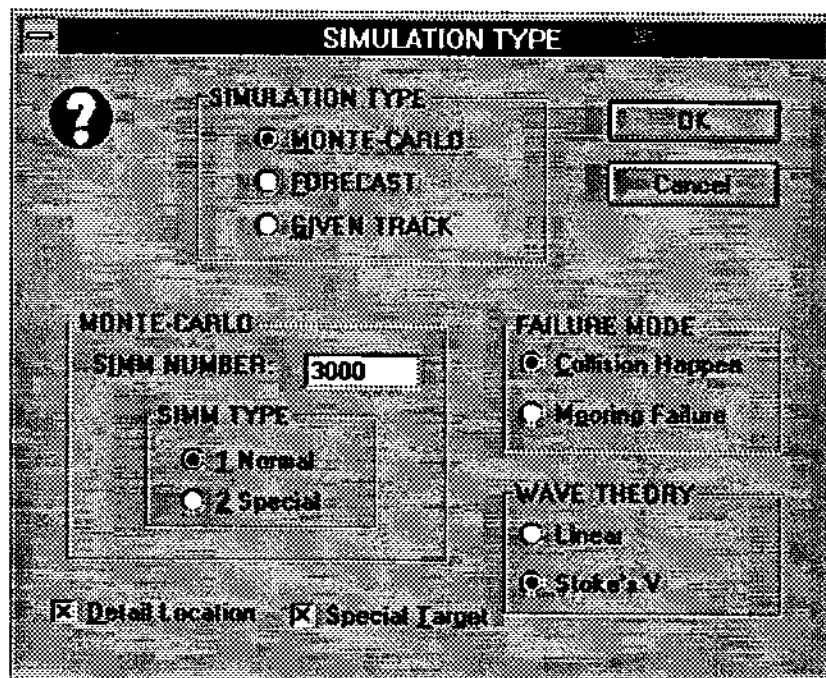 SIMULATION TYPE
SIMULATION TYPE
MONTE-CARLO
FORECAST
GIVEN TRACK
OK
Cancel
MONTE-CARLO
SIMM NUMBER: 3000
SIMM TYPE
1 Normal
2 Special
FAILURE MODE
Collision Happen
Mooring Failure
WAVE THEORY
Linear
Stoke's V
Detail Location
Special Target